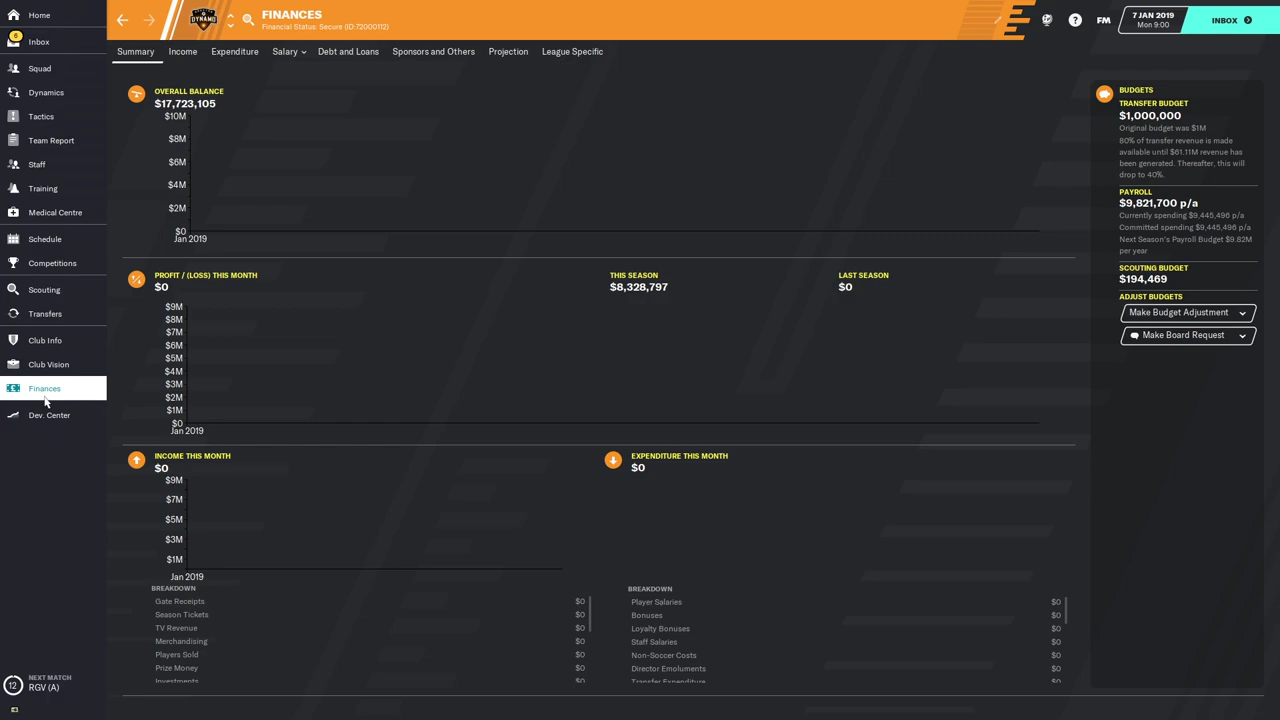 Home
6
Inbox
Squad
Dynamics
Tactics
Team Report
Staff
Training
Medical Centre
Schedule
Competitions
Scouting
Transfers
Club Info
Club Vision
Finances
Dev. Center
12
NEXT MATCH
RGV (A)
DYNAMO
FINANCES
Financial Status: Secure (ID:72000112)
?
FM
7 JAN 2019
Mon 9:00
INBOX
Summary
Income
Expenditure
Salary
Debt and Loans
Sponsors and Others
Projection
League Specific
OVERALL BALANCE
$17,723,105
$10M
$8M
$6M
$4M
$2M
$0
Jan 2019
PROFIT / (LOSS) THIS MONTH
$0
THIS SEASON
$8,328,797
LAST SEASON
$0
$9M
$8M
$7M
$6M
$5M
$4M
$3M
$2M
$1M
$0
Jan 2019
INCOME THIS MONTH
$0
$9M
$7M
$5M
$3M
$1M
Jan 2019
BREAKDOWN
Gate Receipts $0
Season Tickets $0
TV Revenue $0
Merchandising $0
Players Sold $0
Prize Money $0
Investments $0
EXPENDITURE THIS MONTH
$0
BREAKDOWN
Player Salaries $0
Bonuses $0
Loyalty Bonuses $0
Staff Salaries $0
Non-Soccer Costs $0
Director Emoluments $0
Transfer Expenditure $0
BUDGETS
TRANSFER BUDGET
$1,000,000
Original budget was $1M
80% of transfer revenue is made
available until $61.11M revenue has
been generated. Thereafter, this will
drop to 40%.
PAYROLL
$9,821,700 p/a
Currently spending $9,445,496 p/a
Committed spending $9,445,496 p/a
Next Season's Payroll Budget $9.82M
per year
SCOUTING BUDGET
$194,469
ADJUST BUDGETS
Make Budget Adjustment
Make Board Request